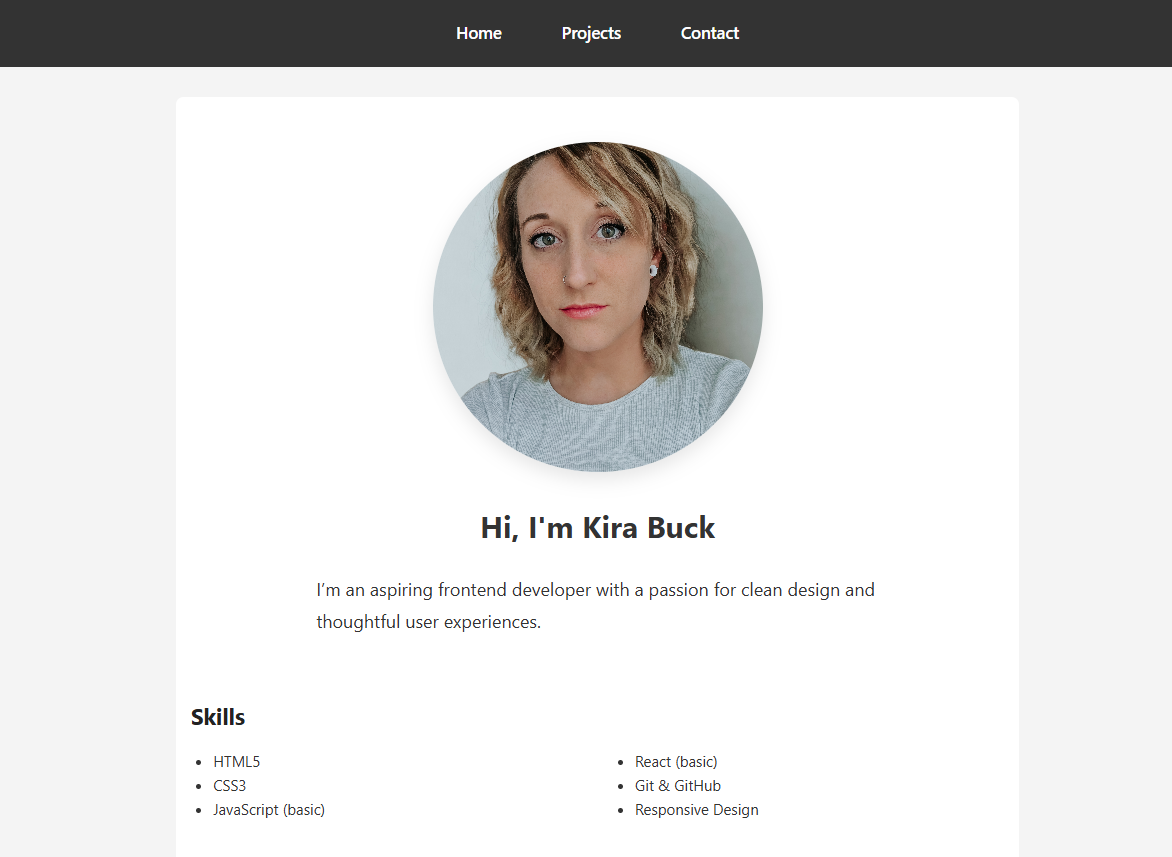 Home Projects Contact
Hi, I'm Kira Buck
I’m an aspiring frontend developer with a passion for clean design and
thoughtful user experiences.
Skills
HTML5
CSS3
JavaScript (basic)
React (basic)
Git & GitHub
Responsive Design